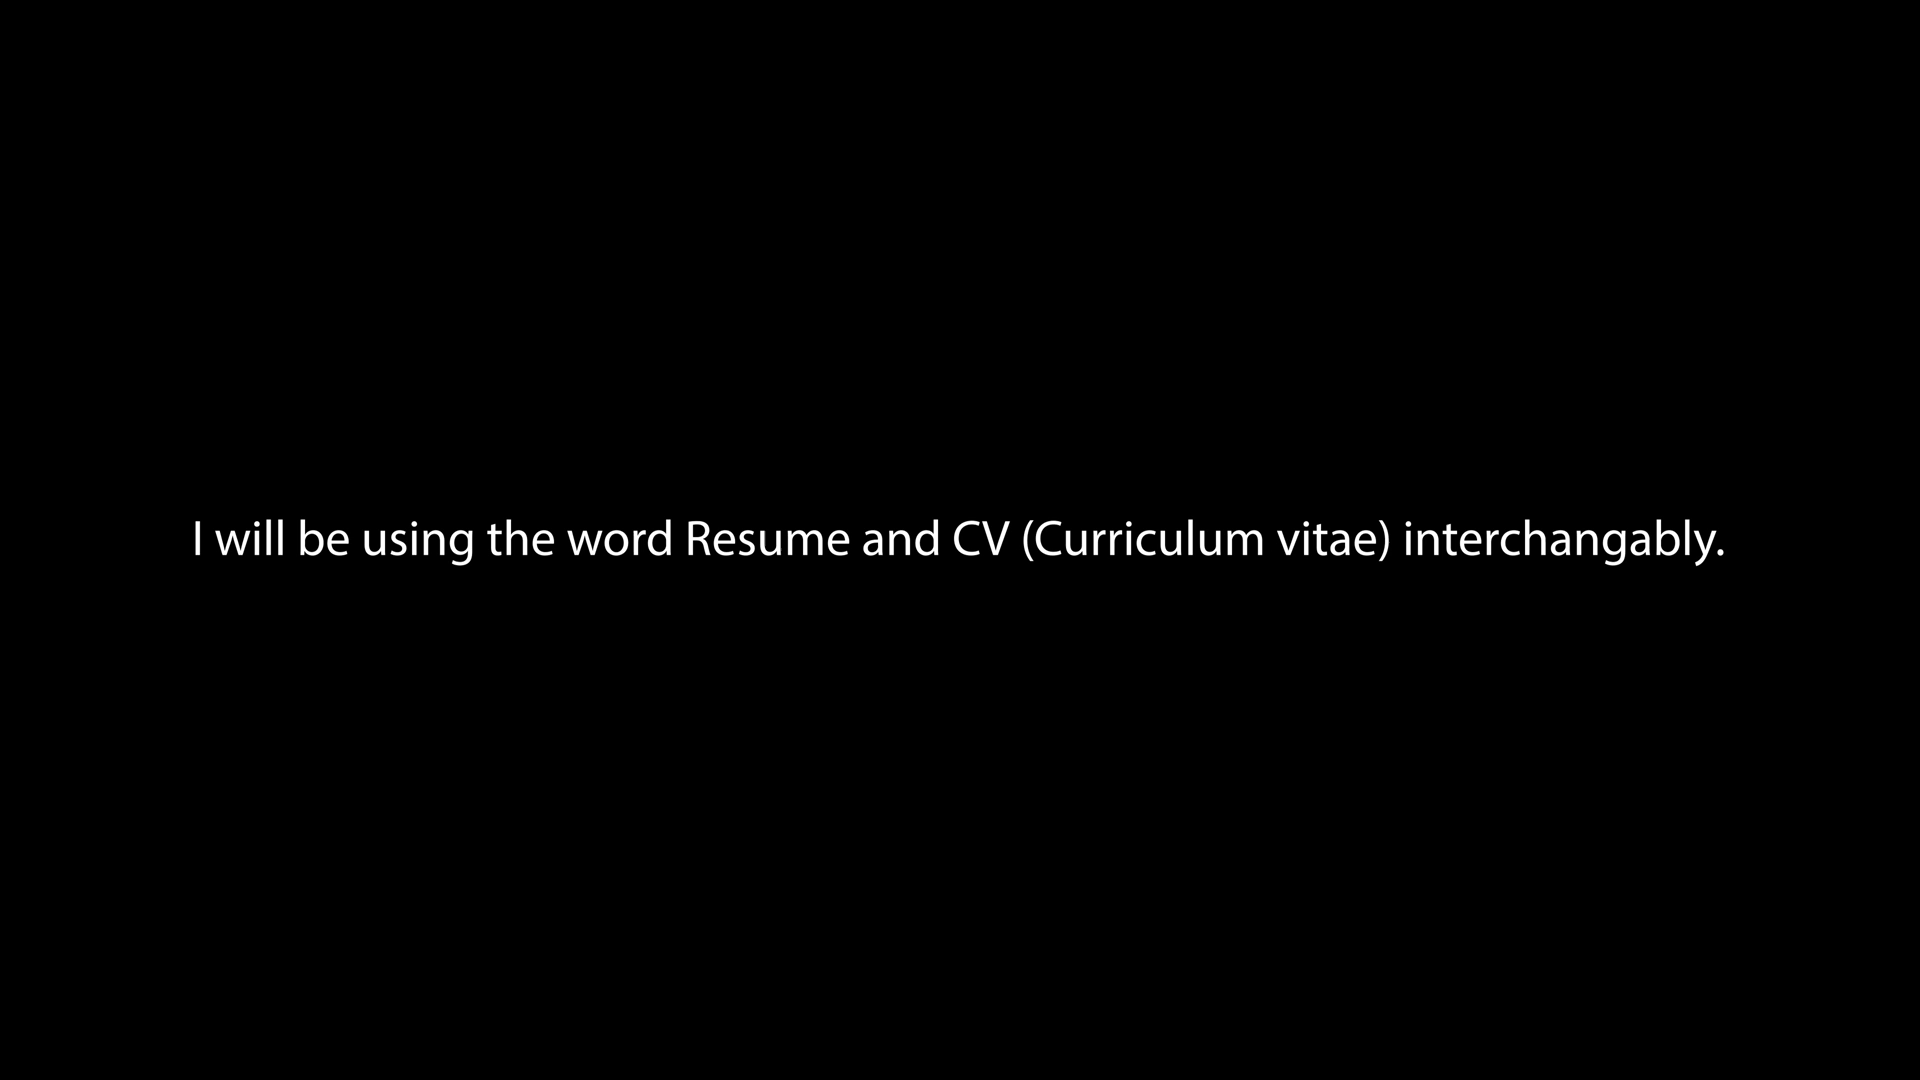 I will be using the word Resume and CV (Curriculum vitae) interchangably.